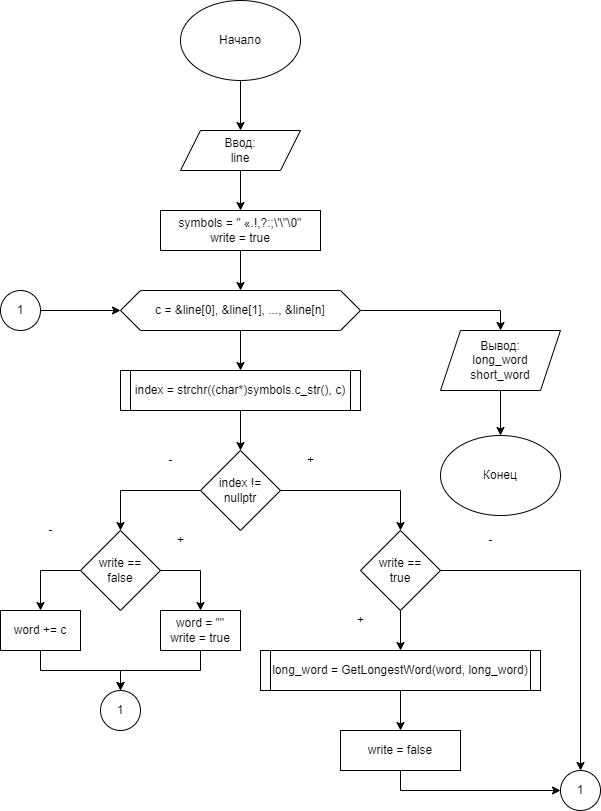 Начало
Ввод:
line
symbols = " «.!,?:;\'\"\0"
write = true
1
c = &line[0], &line[1], ..., &line[n]
Вывод:
long_word
short_word
index = strchr((char*)symbols.c_str(), c)
Конец
-
+
index !=
nullptr
-
+
-
write ==
false
write ==
true
word += c
word = ""
write = true
+
long_word = GetLongestWord(word, long_word)
1
write = false
1